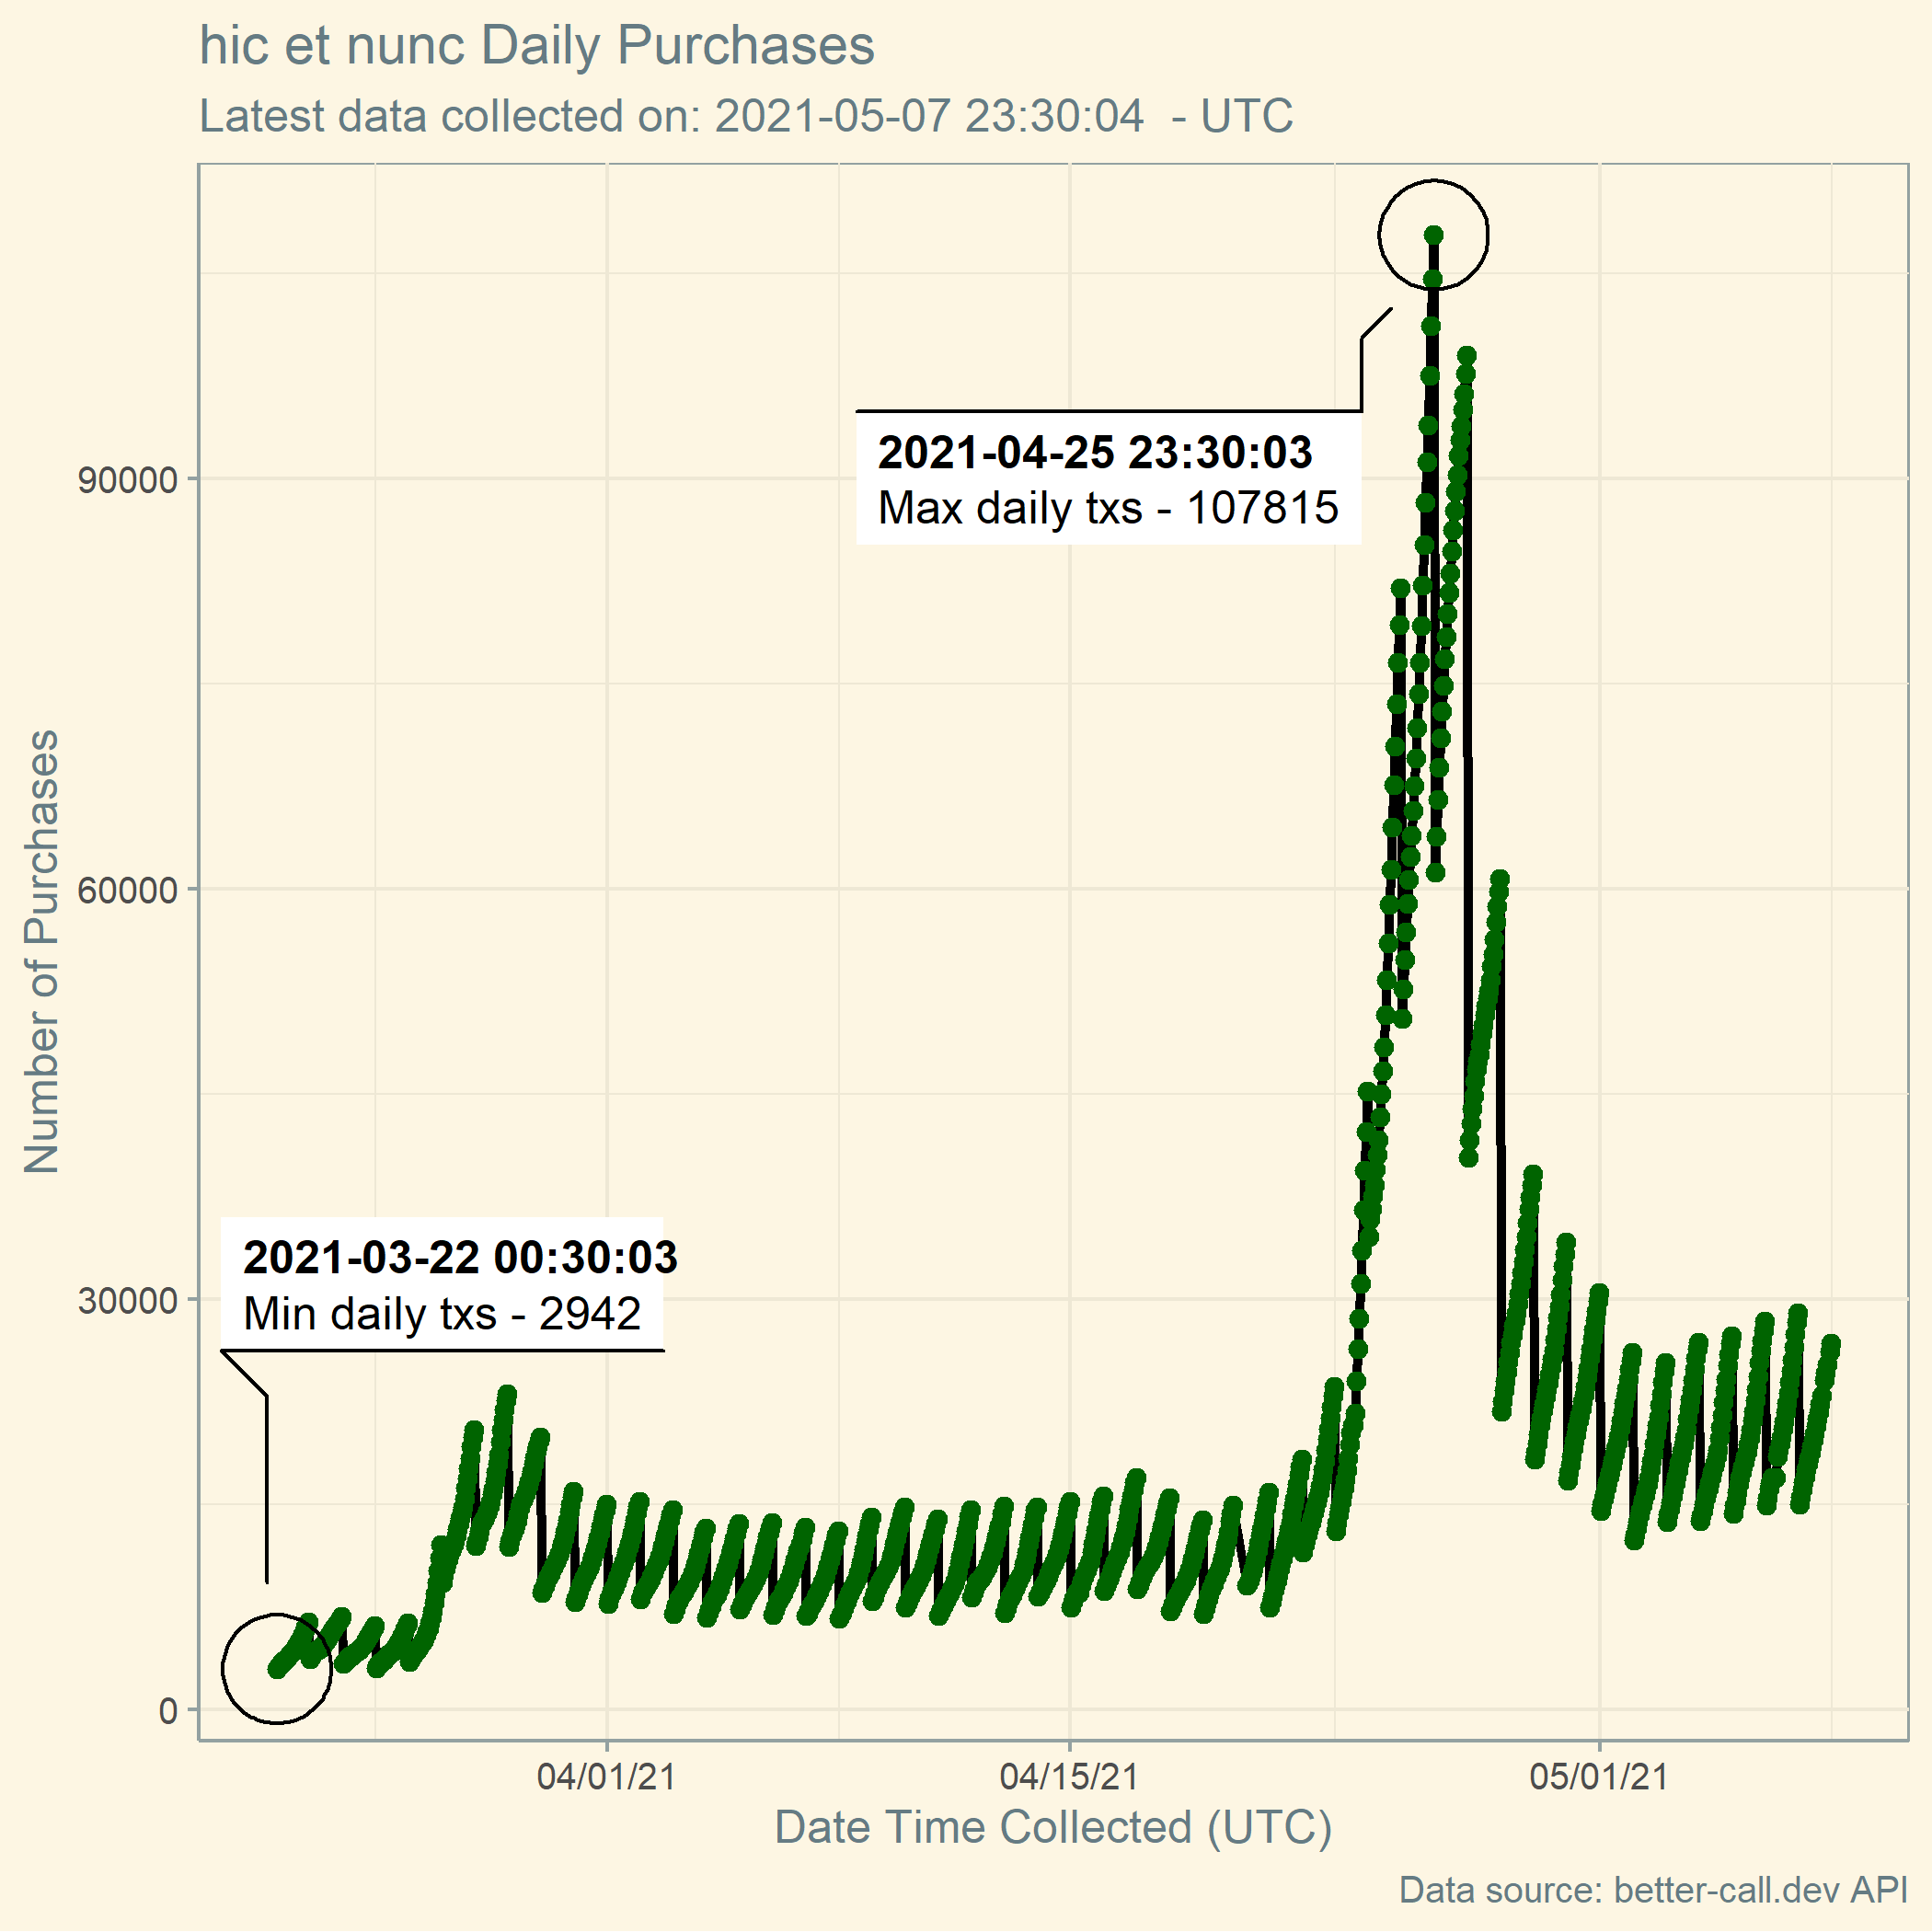 hic et nunc Daily Purchases
Latest data collected on: 2021-05-07 23:30:04  - UTC
2021-04-25 23:30:03
Max daily txs - 107815
2021-03-22 00:30:03
Min daily txs - 2942
Number of Purchases
90000
60000
30000
0
04/01/21
04/15/21
05/01/21
Date Time Collected (UTC)
Data source: better-call.dev API